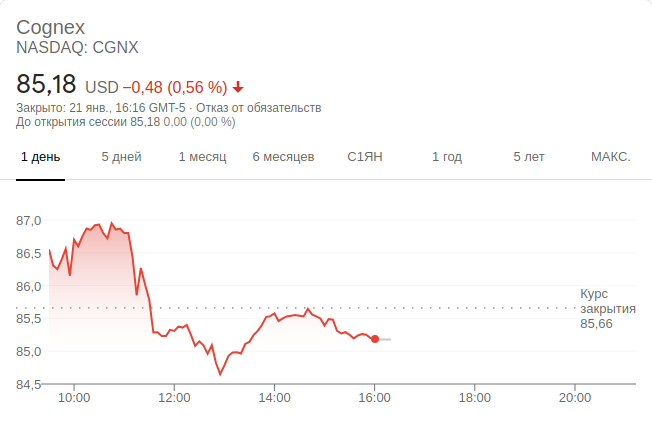 Cognex
NASDAQ: CGNX
85,18 USD −0,48 (0,56 %)
Закрыто: 21 янв., 16:16 GMT-5 · Отказ от обязательств
До открытия сессии 85,18 0,00 (0,00 %)
1 день 5 дней 1 месяц 6 месяцев С1ЯН 1 год 5 лет МАКС.
87,0
86,5
86,0
85,5
85,0
84,5
Курс
закрытия
85,66
10:00 12:00 14:00 16:00 18:00 20:00